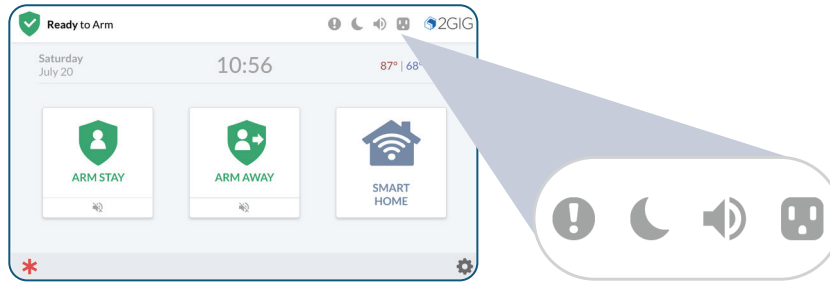 Ready to Arm
2GIG
Saturday
July 20
10:56
87° | 68°
ARM STAY
ARM AWAY
SMART
HOME